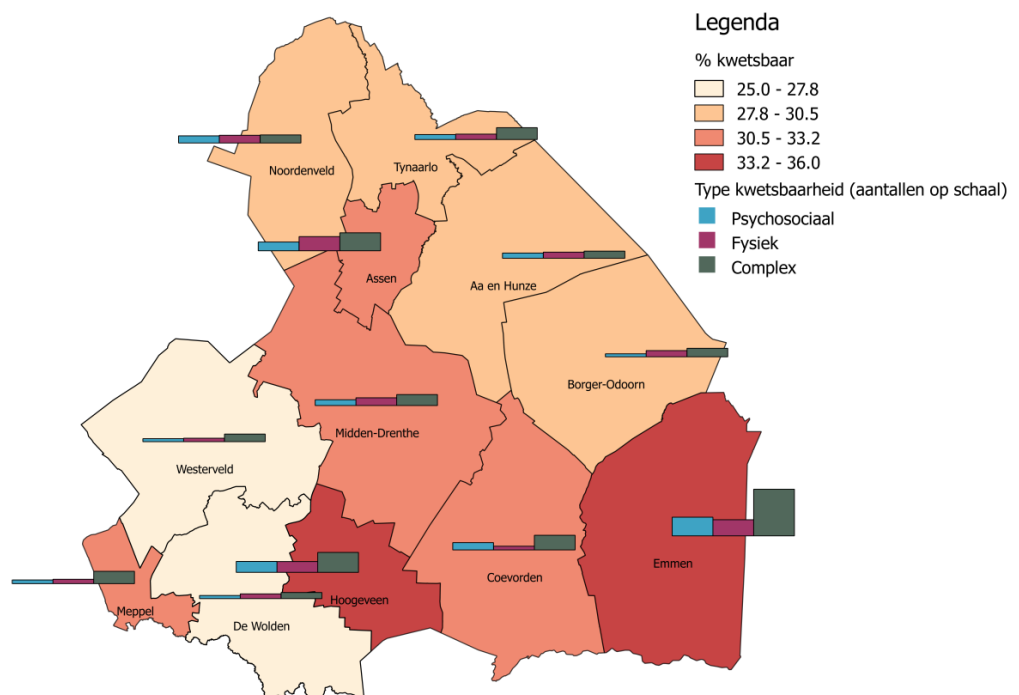 Legenda
% kwetsbaar
25.0 - 27.8
27.8 - 30.5
30.5 - 33.2
33.2 - 36.0
Type kwetsbaarheid (aantallen op schaal)
Psychosociaal
Fysiek
Complex
Noordenveld
Tynaarlo
Assen
Aa en Hunze
Borger-Odoorn
Midden-Drenthe
Westerveld
Emmen
Coevorden
Hoogeveen
Meppel
De Wolden